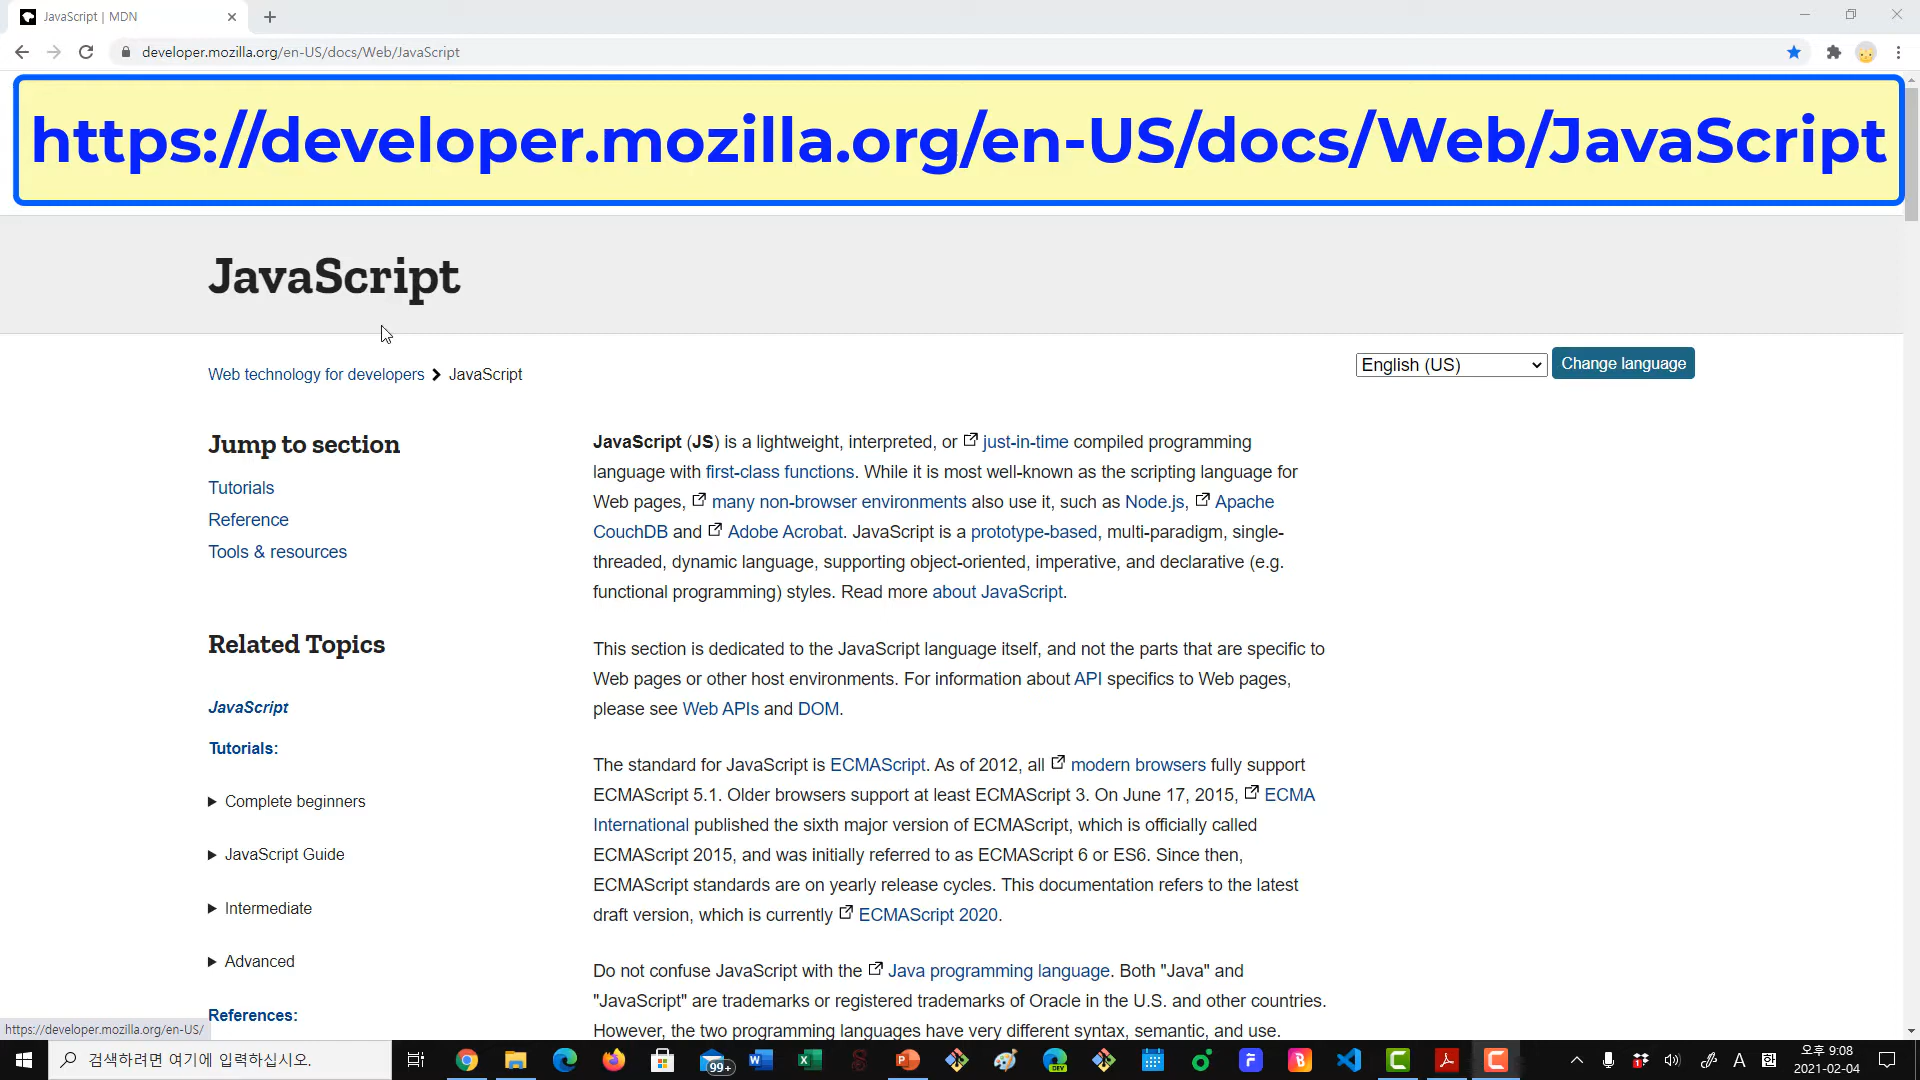 JavaScript | MDN
developer.mozilla.org/en-US/docs/Web/JavaScript
https://developer.mozilla.org/en-US/docs/Web/JavaScript
JavaScript
Web technology for developers JavaScript
English (US) Change language
Jump to section
Tutorials
Reference
Tools & resources
Related Topics
JavaScript
Tutorials:
Complete beginners
JavaScript Guide
Intermediate
Advanced
References:
JavaScript (JS) is a lightweight, interpreted, or just-in-time compiled programming
language with first-class functions. While it is most well-known as the scripting language for
Web pages, many non-browser environments also use it, such as Node.js, Apache
CouchDB and Adobe Acrobat. JavaScript is a prototype-based, multi-paradigm, single-
threaded, dynamic language, supporting object-oriented, imperative, and declarative (e.g.
functional programming) styles. Read more about JavaScript.
This section is dedicated to the JavaScript language itself, and not the parts that are specific to
Web pages or other host environments. For information about API specifics to Web pages,
please see Web APIs and DOM.
The standard for JavaScript is ECMAScript. As of 2012, all modern browsers fully support
ECMAScript 5.1. Older browsers support at least ECMAScript 3. On June 17, 2015, ECMA
International published the sixth major version of ECMAScript, which is officially called
ECMAScript 2015, and was initially referred to as ECMAScript 6 or ES6. Since then,
ECMAScript standards are on yearly release cycles. This documentation refers to the latest
draft version, which is currently ECMAScript 2020.
Do not confuse JavaScript with the Java programming language. Both "Java" and
"JavaScript" are trademarks or registered trademarks of Oracle in the U.S. and other countries.
However, the two programming languages have very different syntax, semantic, and use.
https://developer.mozilla.org/en-US/
검색하려면 여기에 입력하십시오.
99+
DEV
A
오후 9:08
2021-02-04